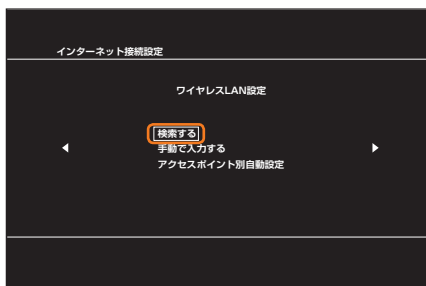 インターネット接続設定
ワイヤレスLAN設定
検索する
手動で入力する
アクセスポイント別自動設定